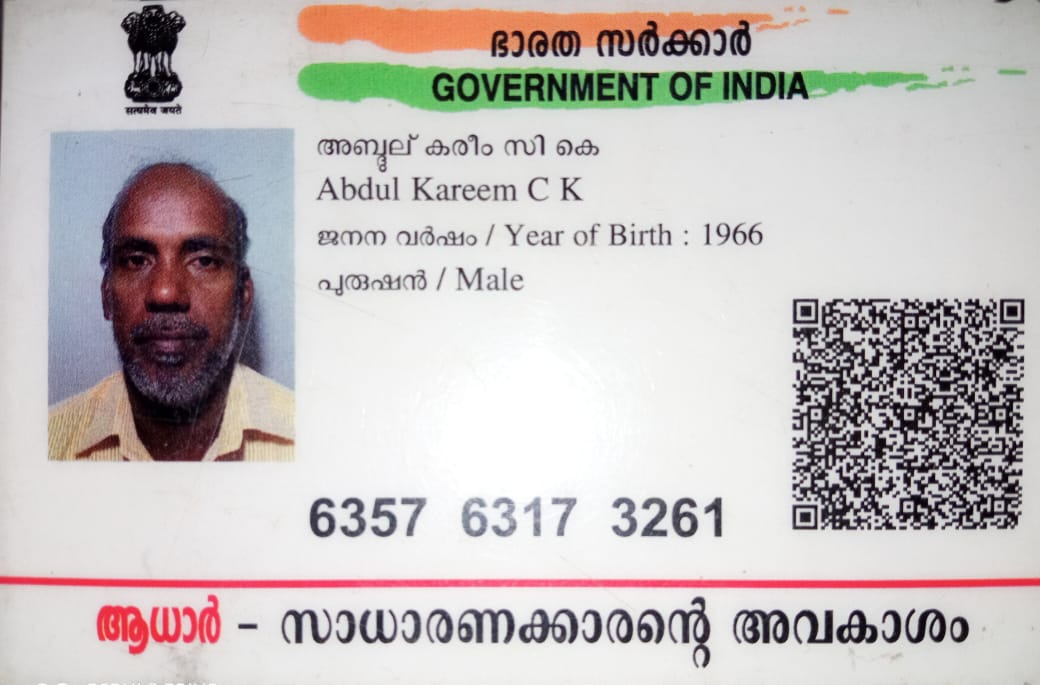 ഭാരത സർക്കാർ
GOVERNMENT OF INDIA
सत्यमेव जयते
അബ്ദുല് കരീം സി കെ
Abdul Kareem C K
ജനന വർഷം / Year of Birth : 1966
പുരുഷൻ / Male
6357 6317 3261
ആധാർ - സാധാരണക്കാരന്റെ അവകാശം